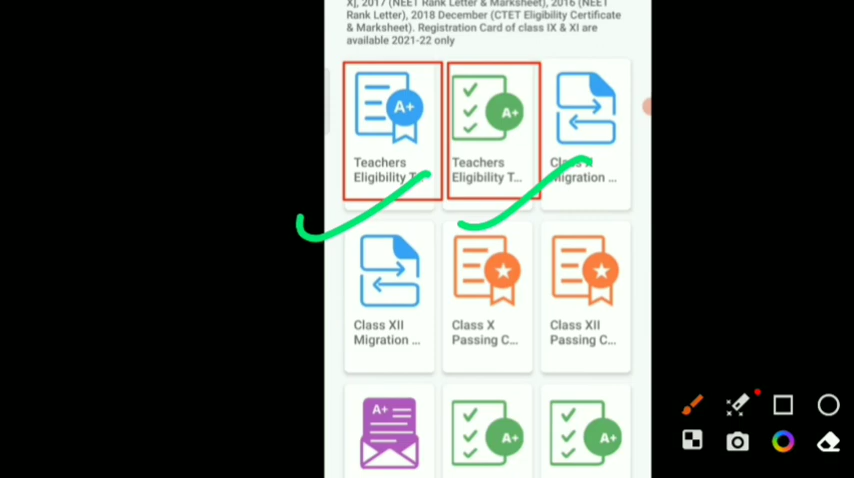 X], 2017 (NEET Rank Letter & Marksheet), 2016 (NEET
Rank Letter), 2018 December (CTET Eligibility Certificate
& Marksheet). Registration Card of class IX & XI are
available 2021-22 only
A+
Teachers
Eligibility T...
A+
Teachers
Eligibility T...
Class X
Migration ...
Class XII
Migration ...
Class X
Passing C...
Class XII
Passing C...
A+
A+
A+